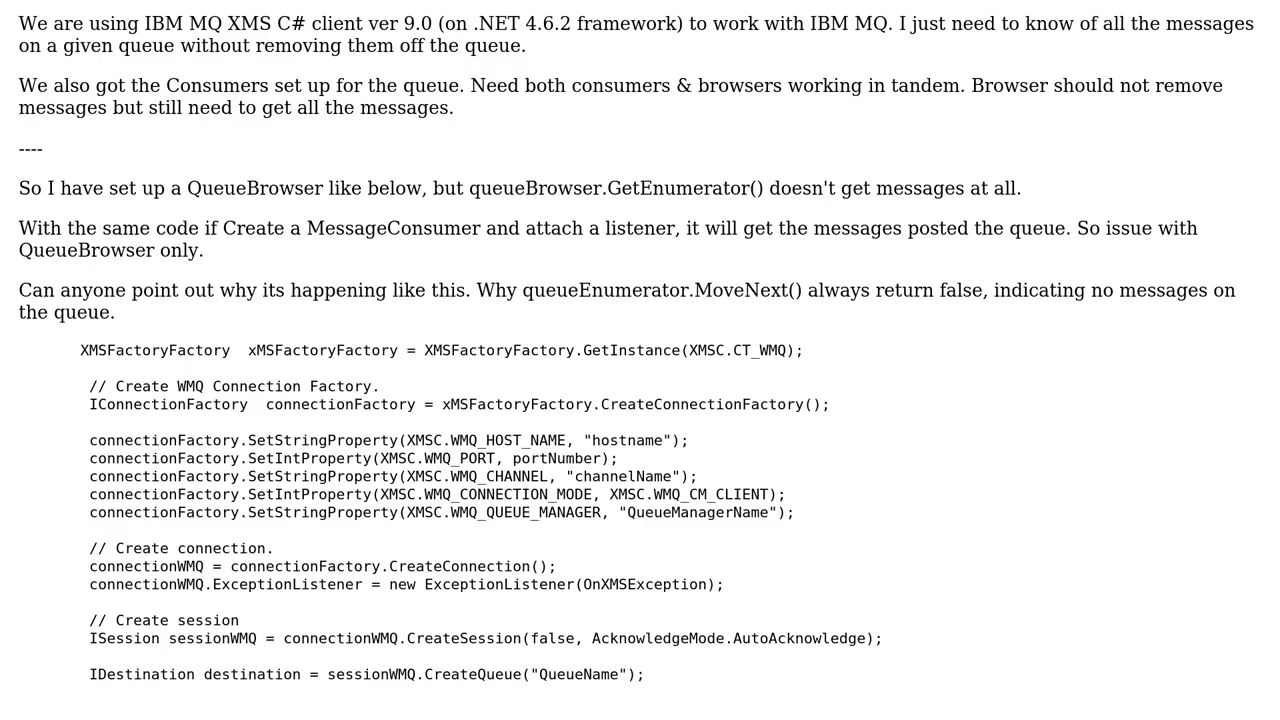 We are using IBM MQ XMS C# client ver 9.0 (on .NET 4.6.2 framework) to work with IBM MQ. I just need to know of all the messages
on a given queue without removing them off the queue.
We also got the Consumers set up for the queue. Need both consumers & browsers working in tandem. Browser should not remove
messages but still need to get all the messages.
----
So I have set up a QueueBrowser like below, but queueBrowser.GetEnumerator() doesn't get messages at all.
With the same code if Create a MessageConsumer and attach a listener, it will get the messages posted the queue. So issue with
QueueBrowser only.
Can anyone point out why its happening like this. Why queueEnumerator.MoveNext() always return false, indicating no messages on
the queue.
XMSFactoryFactory  xMSFactoryFactory = XMSFactoryFactory.GetInstance(XMSC.CT_WMQ);
// Create WMQ Connection Factory.
IConnectionFactory  connectionFactory = xMSFactoryFactory.CreateConnectionFactory();
connectionFactory.SetStringProperty(XMSC.WMQ_HOST_NAME, "hostname");
connectionFactory.SetIntProperty(XMSC.WMQ_PORT, portNumber);
connectionFactory.SetStringProperty(XMSC.WMQ_CHANNEL, "channelName");
connectionFactory.SetIntProperty(XMSC.WMQ_CONNECTION_MODE, XMSC.WMQ_CM_CLIENT);
connectionFactory.SetStringProperty(XMSC.WMQ_QUEUE_MANAGER, "QueueManagerName");
// Create connection.
connectionWMQ = connectionFactory.CreateConnection();
connectionWMQ.ExceptionListener = new ExceptionListener(OnXMSException);
// Create session
ISession sessionWMQ = connectionWMQ.CreateSession(false, AcknowledgeMode.AutoAcknowledge);
IDestination destination = sessionWMQ.CreateQueue("QueueName");